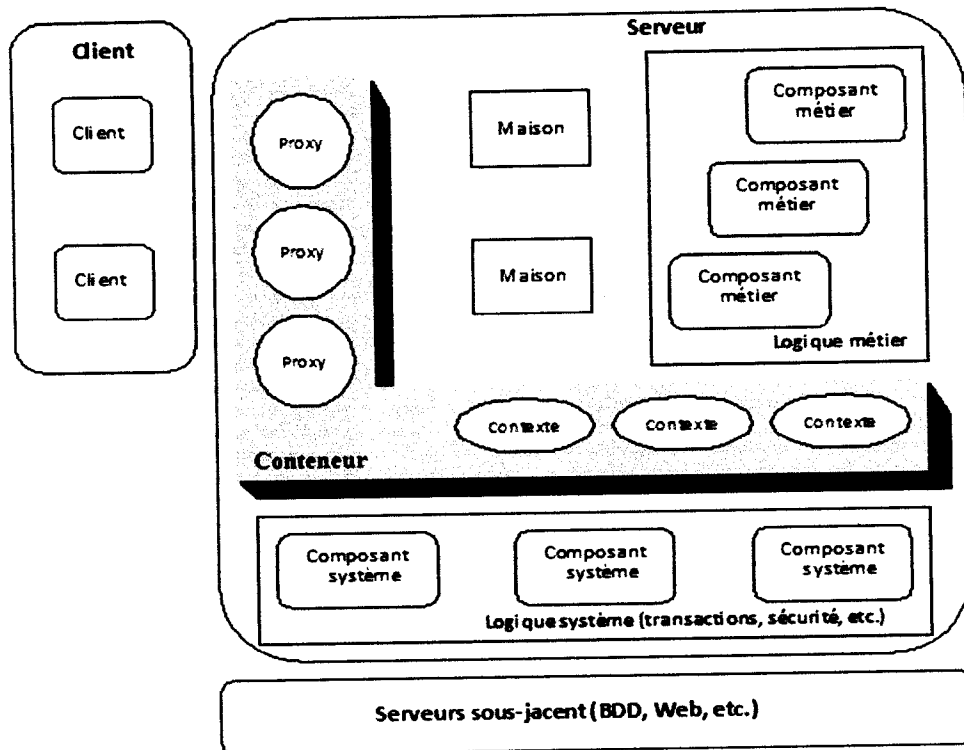 Client
Client
Client
Serveur
Proxy
Proxy
Proxy
Maison
Maison
Composant
métier
Composant
métier
Composant
métier
Logique métier
Contexte
Contexte
Contexte
Conteneur
Composant
système
Composant
système
Composant
système
Logique système (transactions, sécurité, etc.)
Serveurs sous-jacent (BDD, Web, etc.)